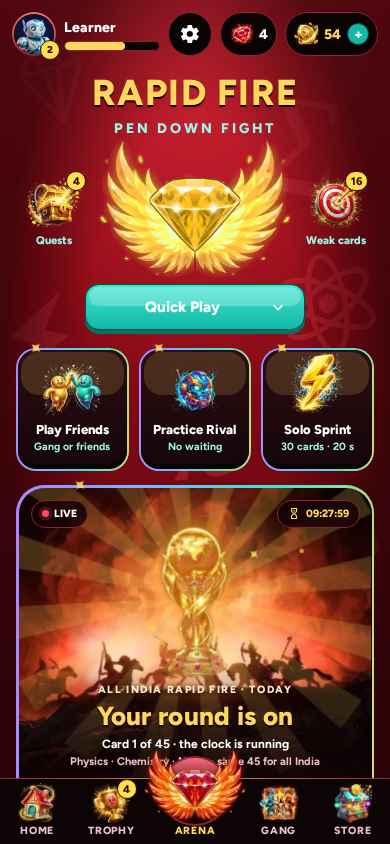 Learner
2
4
54
+
RAPID FIRE
PEN DOWN FIGHT
4
Quests
16
Weak cards
Quick Play
Play Friends
Gang or friends
Practice Rival
No waiting
Solo Sprint
30 cards · 20 s
LIVE
09:27:59
ALL INDIA RAPID FIRE · TODAY
Your round is on
Card 1 of 45 · the clock is running
Physics · Chemistry · same 45 for all India
4
HOME
TROPHY
ARENA
GANG
STORE